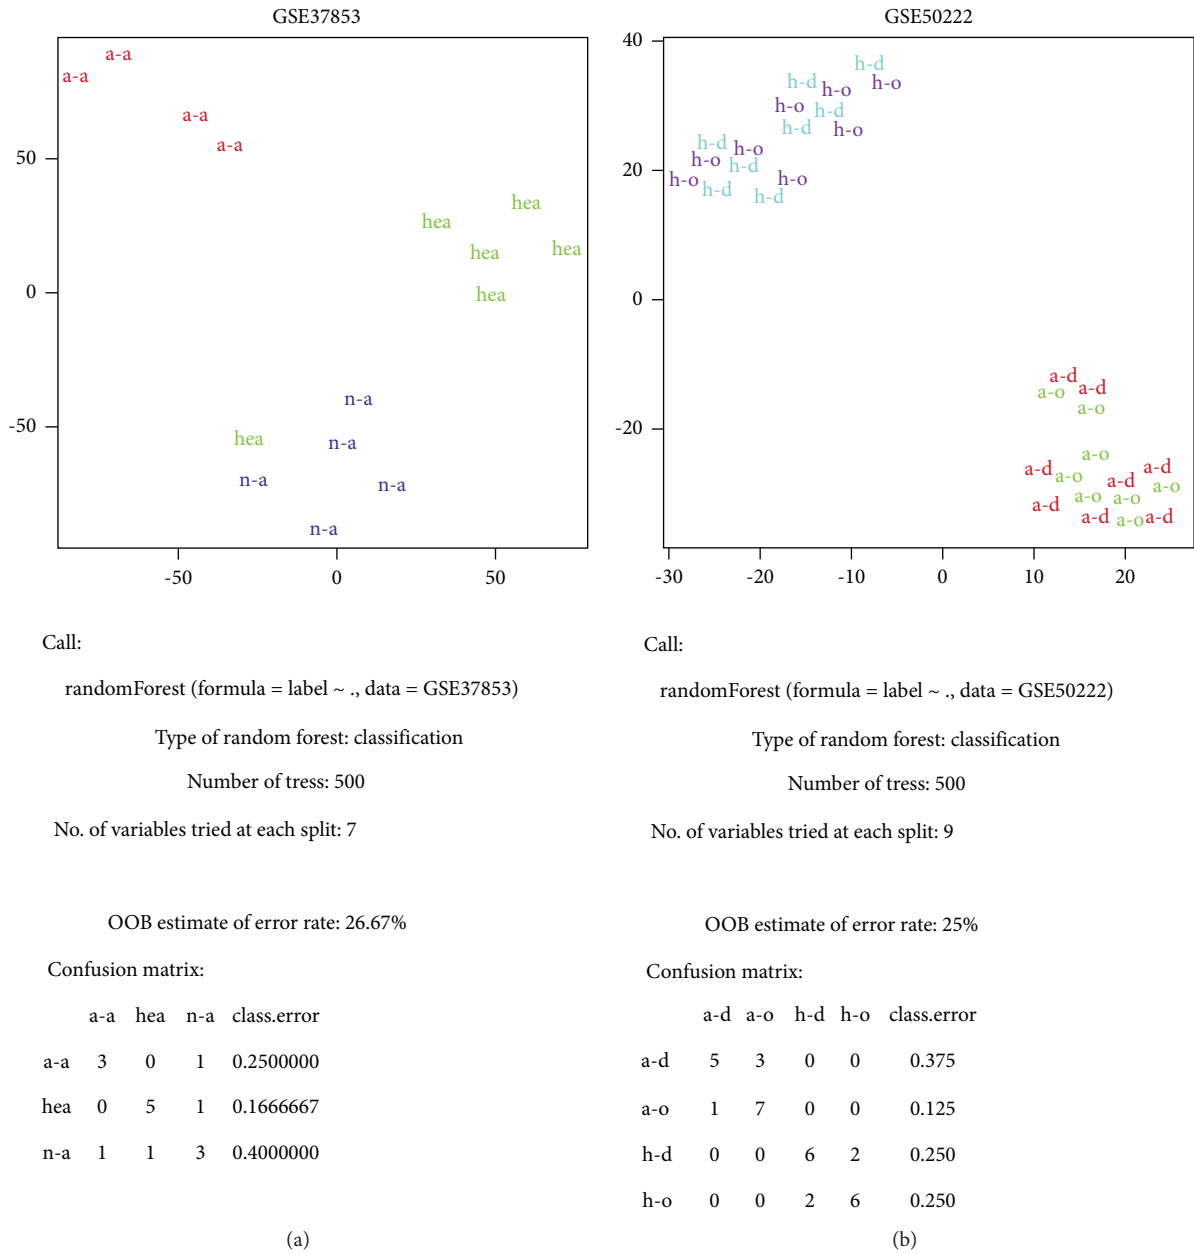 GSE37853
a-a
a-a
a-a
a-a
hea
hea
hea
hea
hea
n-a
hea
n-a
n-a
n-a
n-a
50
0
-50
-50
0
50
Call:
randomForest (formula = label ~ ., data = GSE37853)
Type of random forest: classification
Number of tress: 500
No. of variables tried at each split: 7
OOB estimate of error rate: 26.67%
Confusion matrix:
a-a hea n-a class.error
a-a 3 0 1 0.2500000
hea 0 5 1 0.1666667
n-a 1 1 3 0.4000000
(a)
GSE50222
40
20
0
-20
h-d
h-d
h-o
h-o
h-o
h-d
h-d
h-o
h-d
h-o
h-o
h-d
h-o
h-d
h-o
h-d
a-d
a-d
a-o
a-o
a-o
a-d
a-d
a-o
a-d
a-o
a-o
a-o
a-d
a-d
a-o
a-d
-30
-20
-10
0
10
20
Call:
randomForest (formula = label ~ ., data = GSE50222)
Type of random forest: classification
Number of tress: 500
No. of variables tried at each split: 9
OOB estimate of error rate: 25%
Confusion matrix:
a-d a-o h-d h-o class.error
a-d 5 3 0 0 0.375
a-o 1 7 0 0 0.125
h-d 0 0 6 2 0.250
h-o 0 0 2 6 0.250
(b)